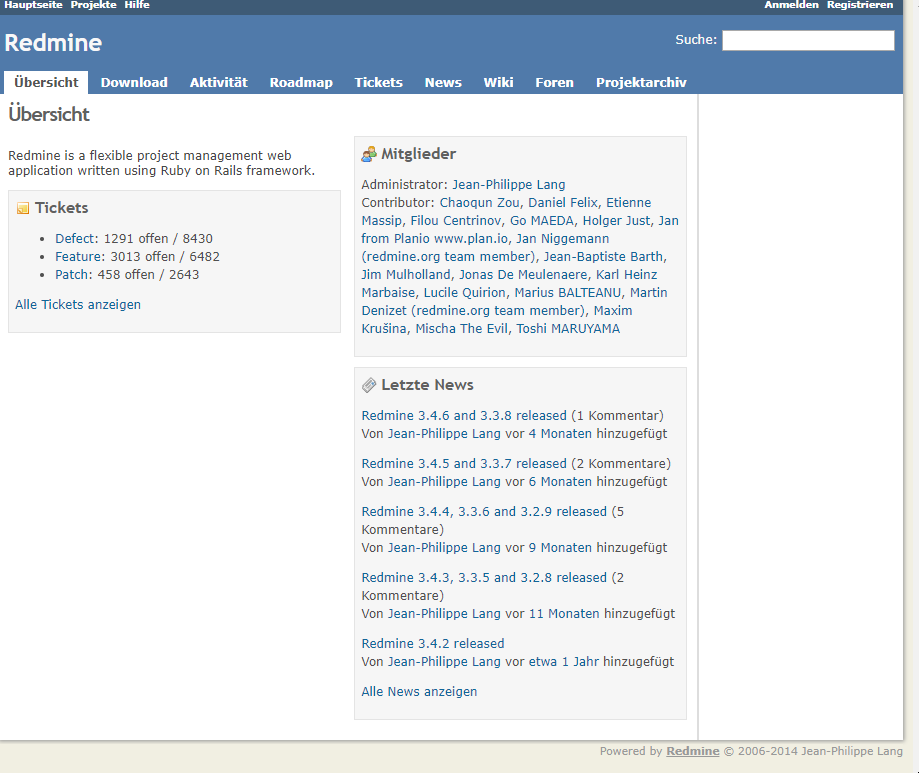 Hauptseite Projekte Hilfe Anmelden Registrieren
Redmine Suche:
Übersicht Download Aktivität Roadmap Tickets News Wiki Foren Projektarchiv
Übersicht
Redmine is a flexible project management web
application written using Ruby on Rails framework.
Tickets
Defect: 1291 offen / 8430
Feature: 3013 offen / 6482
Patch: 458 offen / 2643
Alle Tickets anzeigen
Mitglieder
Administrator: Jean-Philippe Lang
Contributor: Chaoqun Zou, Daniel Felix, Etienne
Massip, Filou Centrinov, Go MAEDA, Holger Just, Jan
from Planio www.plan.io, Jan Niggemann
(redmine.org team member), Jean-Baptiste Barth,
Jim Mulholland, Jonas De Meulenaere, Karl Heinz
Marbaise, Lucile Quirion, Marius BALTEANU, Martin
Denizet (redmine.org team member), Maxim
Krušina, Mischa The Evil, Toshi MARUYAMA
Letzte News
Redmine 3.4.6 and 3.3.8 released (1 Kommentar)
Von Jean-Philippe Lang vor 4 Monaten hinzugefügt
Redmine 3.4.5 and 3.3.7 released (2 Kommentare)
Von Jean-Philippe Lang vor 6 Monaten hinzugefügt
Redmine 3.4.4, 3.3.6 and 3.2.9 released (5
Kommentare)
Von Jean-Philippe Lang vor 9 Monaten hinzugefügt
Redmine 3.4.3, 3.3.5 and 3.2.8 released (2
Kommentare)
Von Jean-Philippe Lang vor 11 Monaten hinzugefügt
Redmine 3.4.2 released
Von Jean-Philippe Lang vor etwa 1 Jahr hinzugefügt
Alle News anzeigen
Powered by Redmine © 2006-2014 Jean-Philippe Lang